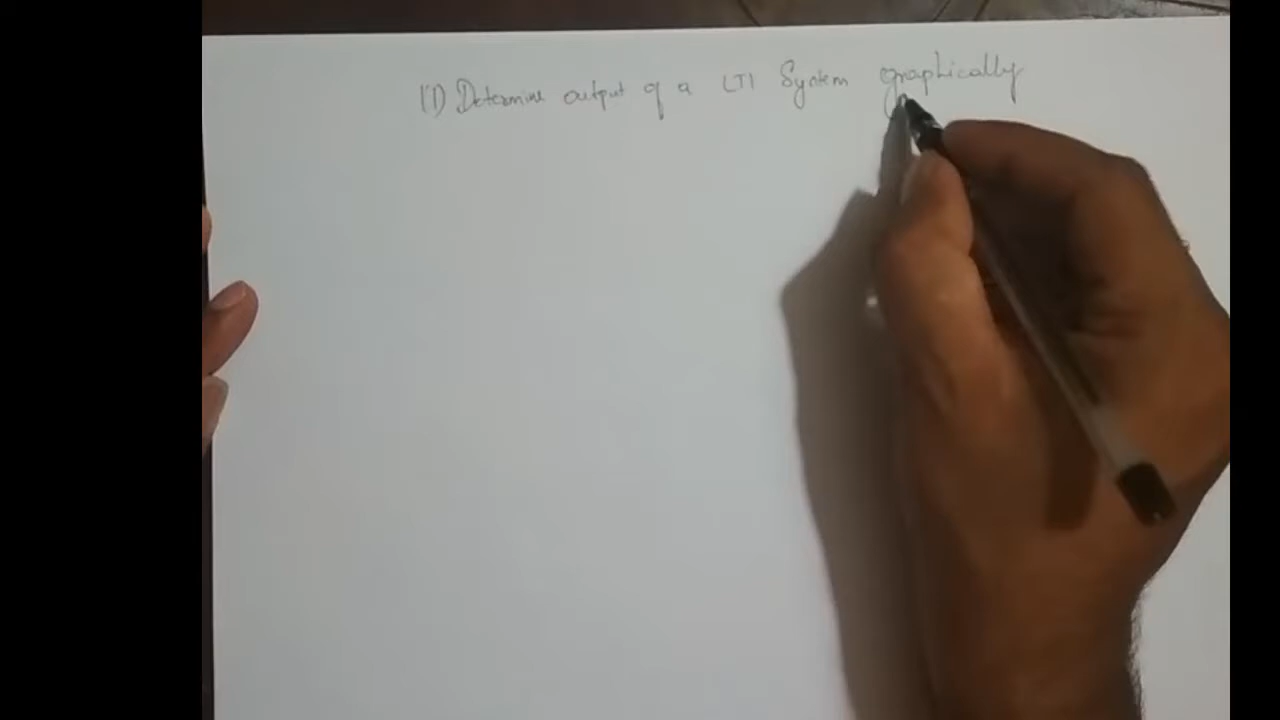 (1) Determine output of a LTI System graphically